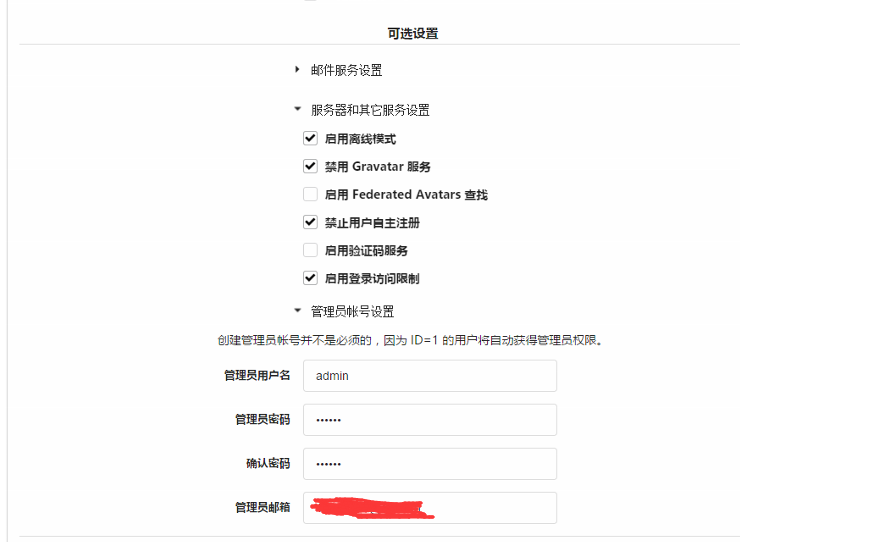 可选设置
邮件服务设置
服务器和其它服务设置
启用离线模式
禁用 Gravatar 服务
启用 Federated Avatars 查找
禁止用户自主注册
启用验证码服务
启用登录访问限制
管理员帐号设置
创建管理员帐号并不是必须的，因为 ID=1 的用户将自动获得管理员权限。
管理员用户名 admin
管理员密码 ••••••
确认密码 ••••••
管理员邮箱